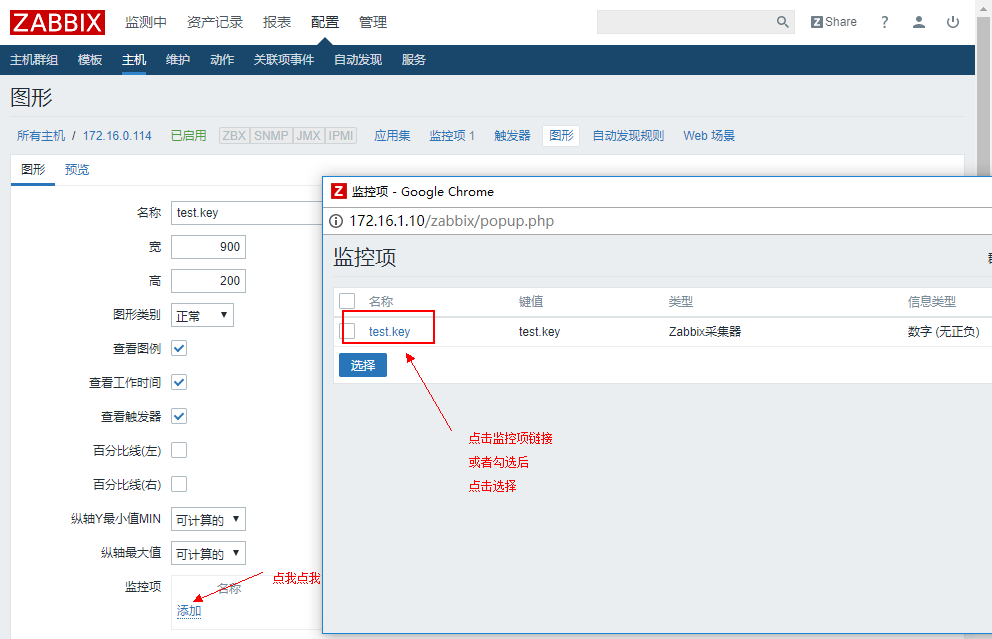 ZABBIX 监测中 资产记录 报表 配置 管理 Z Share ?
主机群组 模板 主机 维护 动作 关联项事件 自动发现 服务
图形
所有主机 / 172.16.0.114 已启用 ZBX SNMP JMX IPMI 应用集 监控项 1 触发器 图形 自动发现规则 Web 场景
图形 预览
名称 test.key
宽 900
高 200
图形类别 正常
查看图例
查看工作时间
查看触发器
百分比线(左)
百分比线(右)
纵轴Y最小值MIN 可计算的
纵轴最大值 可计算的
监控项 名称
添加
点我点我
Z 监控项 - Google Chrome
172.16.1.10/zabbix/popup.php
监控项
名称 键值 类型 信息类型
test.key test.key Zabbix采集器 数字 (无正负)
选择
点击监控项链接
或者勾选后
点击选择